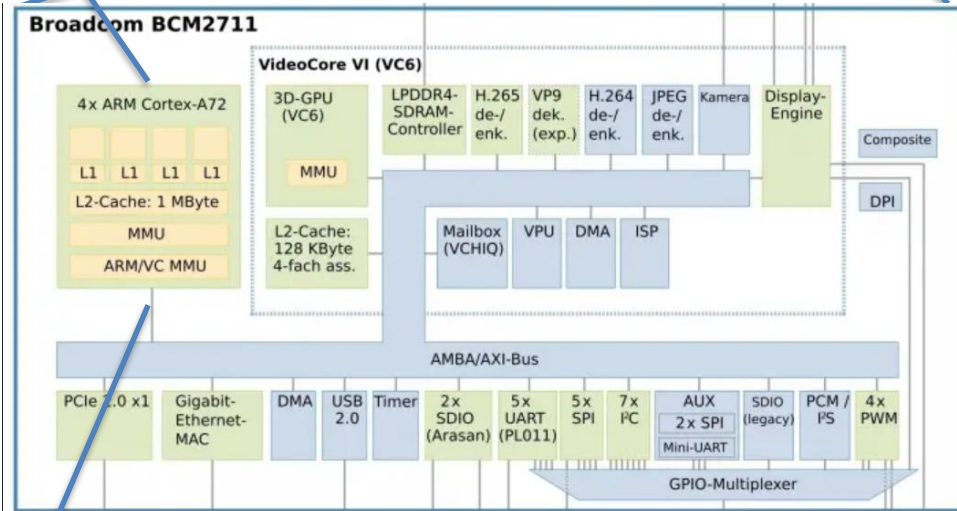 Broadcom BCM2711
VideoCore VI (VC6)
4x ARM Cortex-A72
L1 L1 L1 L1
L2-Cache: 1 MByte
MMU
ARM/VC MMU
3D-GPU
(VC6)
MMU
L2-Cache:
128 KByte
4-fach ass.
LPDDR4-
SDRAM-
Controller
H.265
de-/
enk.
VP9
dek.
(exp.)
H.264
de-/
enk.
JPEG
de-/
enk.
Kamera
Display-
Engine
Composite
DPI
Mailbox
(VCHIQ)
VPU
DMA
ISP
AMBA/AXI-Bus
PCIe 2.0 x1
Gigabit-
Ethernet-
MAC
DMA
USB
2.0
Timer
2x
SDIO
(Arasan)
5x
UART
(PL011)
5x
SPI
7x
I²C
AUX
2x SPI
Mini-UART
SDIO
(legacy)
PCM /
I²S
4x
PWM
GPIO-Multiplexer